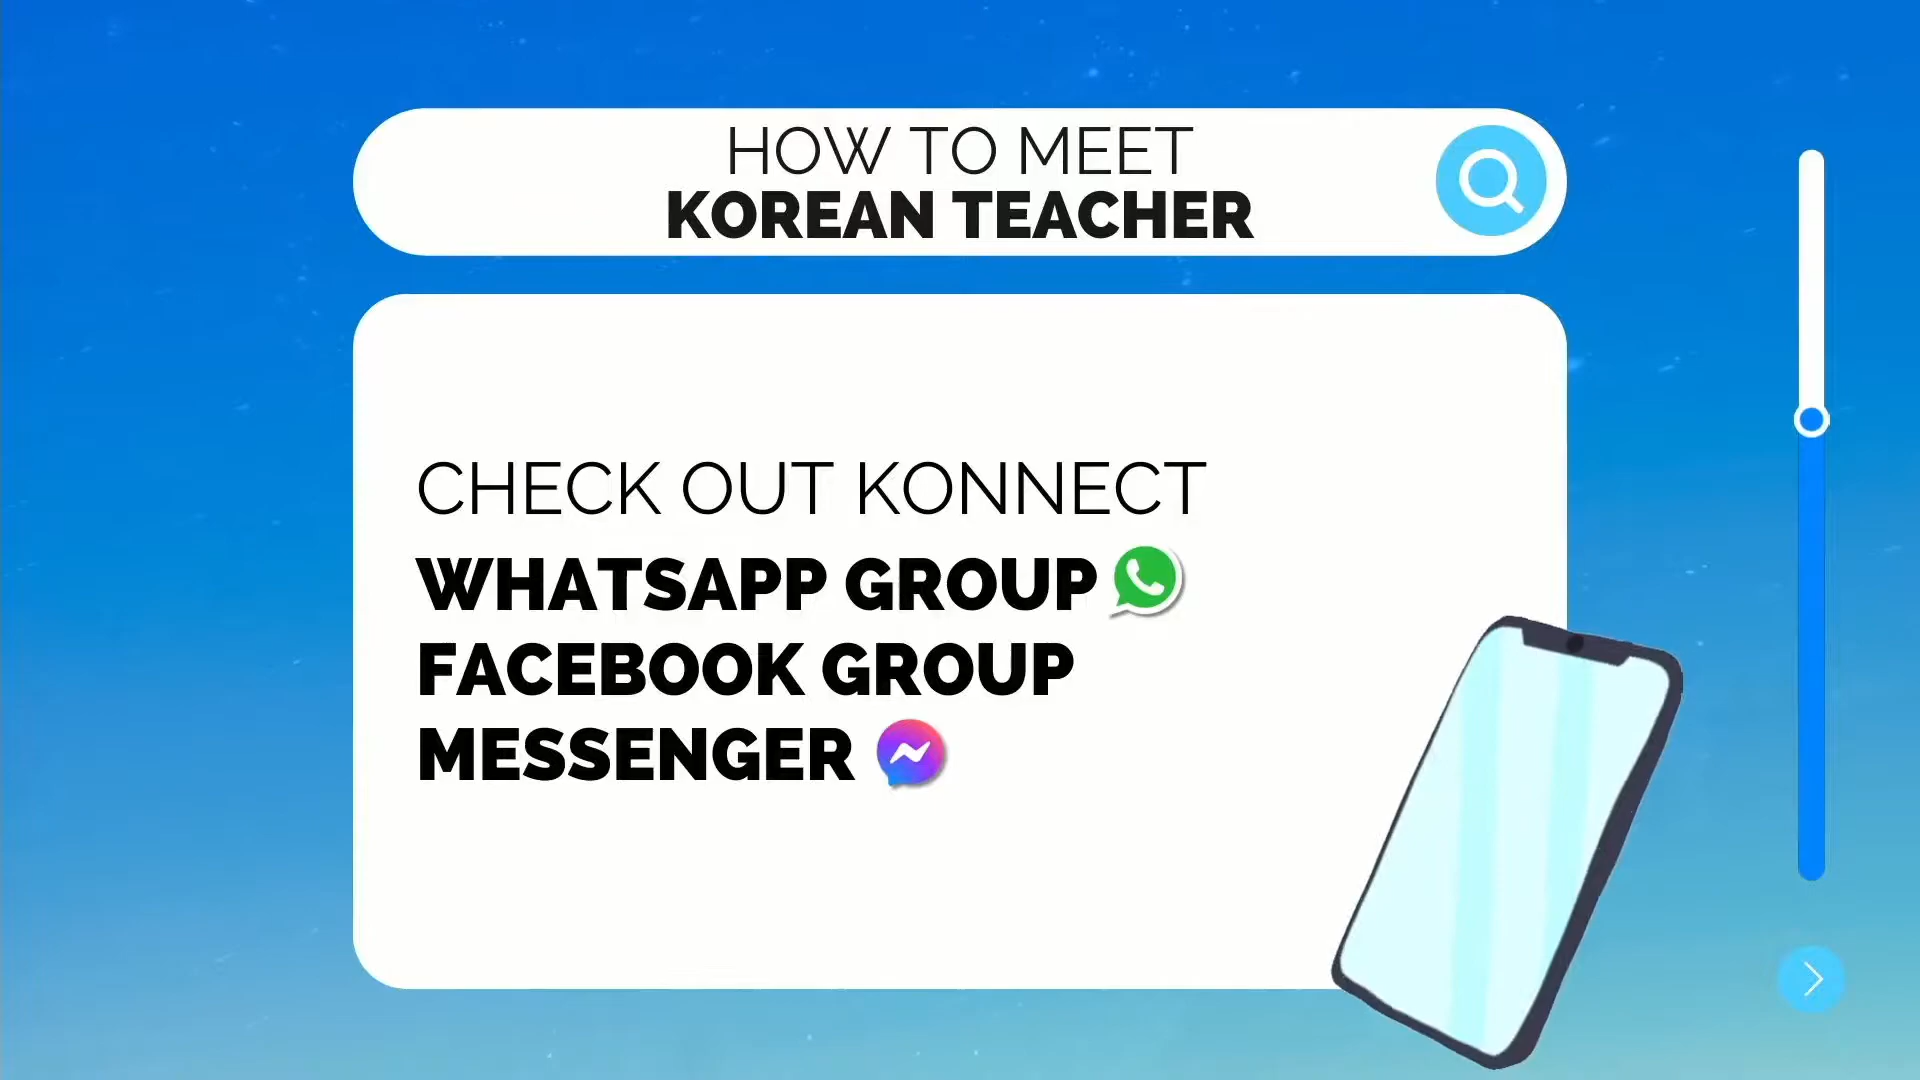 HOW TO MEET
KOREAN TEACHER
CHECK OUT KONNECT
WHATSAPP GROUP
FACEBOOK GROUP
MESSENGER